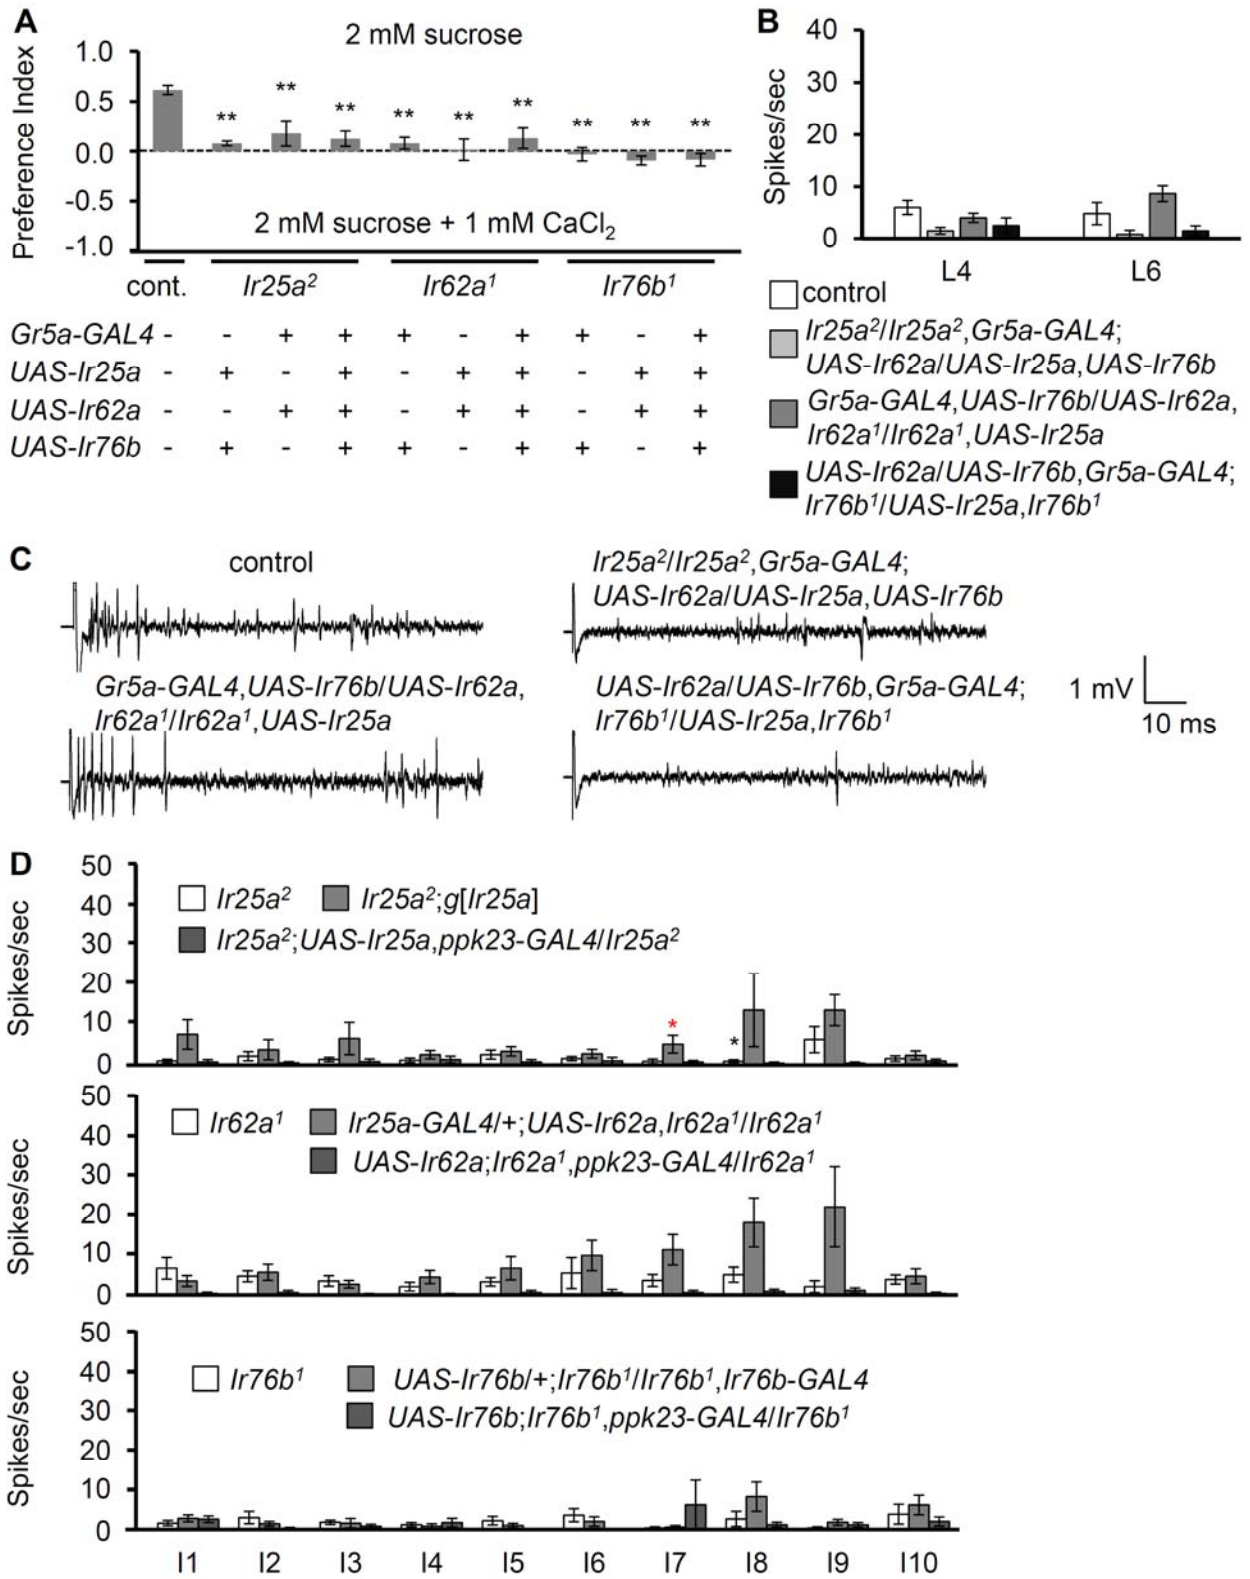 A
2 mM sucrose
Preference Index
1.0
0.5
0.0
-0.5
-1.0
** ** ** ** ** ** ** ** **
2 mM sucrose + 1 mM CaCl2
cont. Ir25a2 Ir62a1 Ir76b1
Gr5a-GAL4 - - + + + - + + - +
UAS-Ir25a - + - + - + + - + +
UAS-Ir62a - - + + - + + - + +
UAS-Ir76b - + - + + - + + - +
B
Spikes/sec
40
30
20
10
0
L4 L6
control
Ir25a2/Ir25a2,Gr5a-GAL4;
UAS-Ir62a/UAS-Ir25a,UAS-Ir76b
Gr5a-GAL4,UAS-Ir76b/UAS-Ir62a,
Ir62a1/Ir62a1,UAS-Ir25a
UAS-Ir62a/UAS-Ir76b,Gr5a-GAL4;
Ir76b1/UAS-Ir25a,Ir76b1
C
control
Ir25a2/Ir25a2,Gr5a-GAL4;
UAS-Ir62a/UAS-Ir25a,UAS-Ir76b
Gr5a-GAL4,UAS-Ir76b/UAS-Ir62a,
Ir62a1/Ir62a1,UAS-Ir25a
UAS-Ir62a/UAS-Ir76b,Gr5a-GAL4;
Ir76b1/UAS-Ir25a,Ir76b1
1 mV
10 ms
D
Spikes/sec
50
40
30
20
10
0
Ir25a2 Ir25a2;g[Ir25a]
Ir25a2;UAS-Ir25a,ppk23-GAL4/Ir25a2
* *
Spikes/sec
50
40
30
20
10
0
Ir62a1 Ir25a-GAL4/+;UAS-Ir62a,Ir62a1/Ir62a1
UAS-Ir62a;Ir62a1,ppk23-GAL4/Ir62a1
Spikes/sec
50
40
30
20
10
0
Ir76b1 UAS-Ir76b/+;Ir76b1/Ir76b1,Ir76b-GAL4
UAS-Ir76b;Ir76b1,ppk23-GAL4/Ir76b1
I1 I2 I3 I4 I5 I6 I7 I8 I9 I10